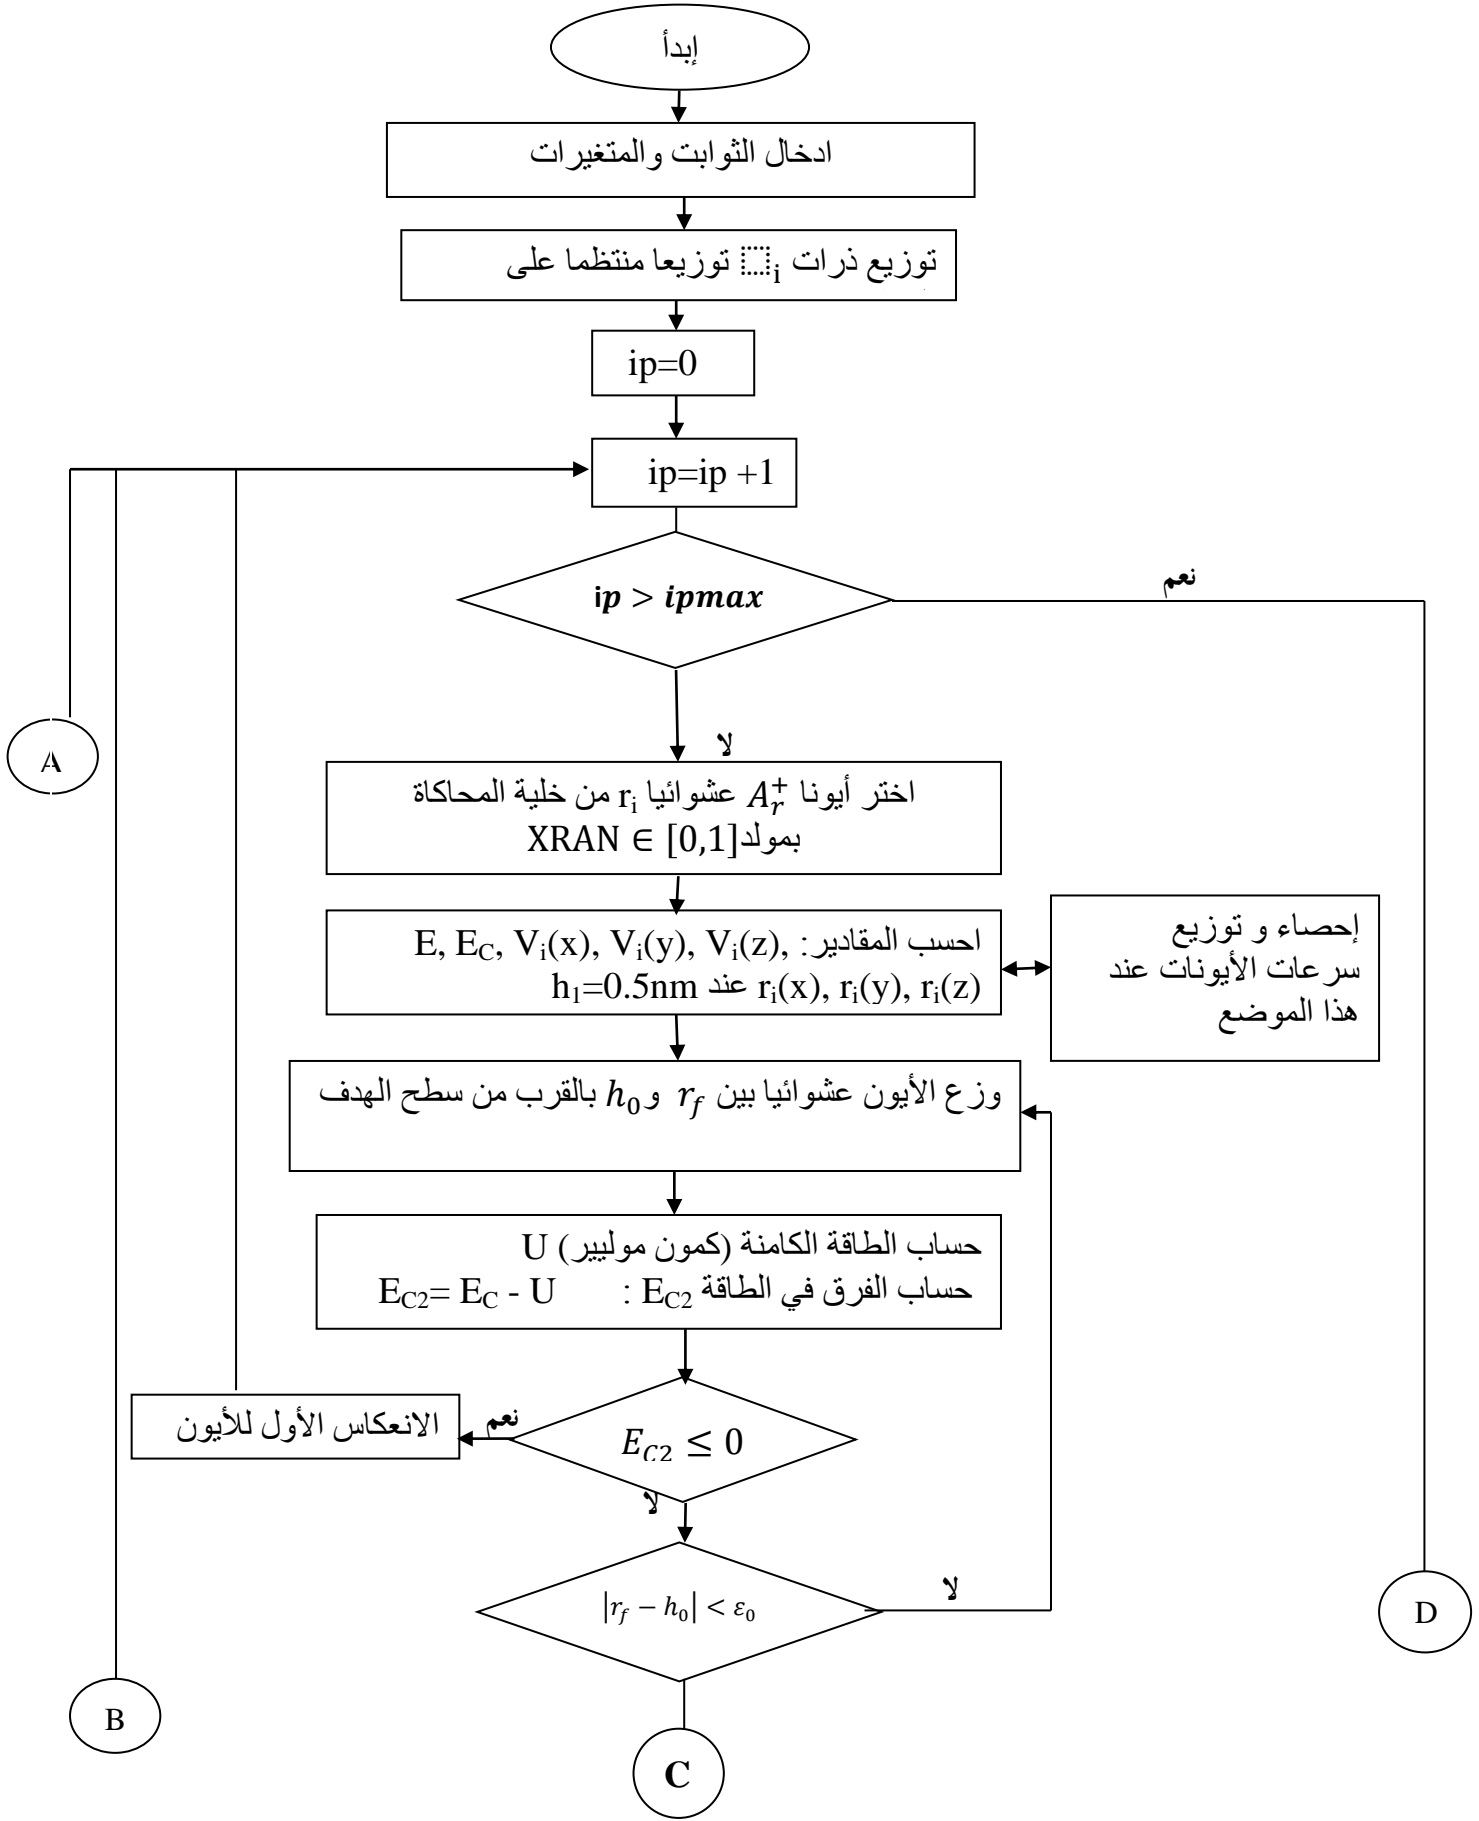 إبدأ
ادخال الثوابت والمتغيرات
توزيع ذرات ⬚i توزيعا منتظما على
ip=0
ip=ip +1
ip > ipmax
نعم
لا
A
اختر أيونا A_r^+ عشوائيا r_i من خلية المحاكاة
بمولد XRAN ∈ [0,1]
احسب المقادير: E, E_C, V_i(x), V_i(y), V_i(z),
r_i(x), r_i(y), r_i(z) عند h_1=0.5nm
إحصاء و توزيع
سرعات الأيونات عند
هذا الموضع
وزع الأيون عشوائيا بين r_f و h_0 بالقرب من سطح الهدف
حساب الطاقة الكامنة (كمون موليير) U
حساب الفرق في الطاقة E_C2 : E_C2= E_C - U
الانعكاس الأول للأيون
نعم
E_C2 ≤ 0
لا
|r_f − h_0| < ε_0
لا
D
B
C